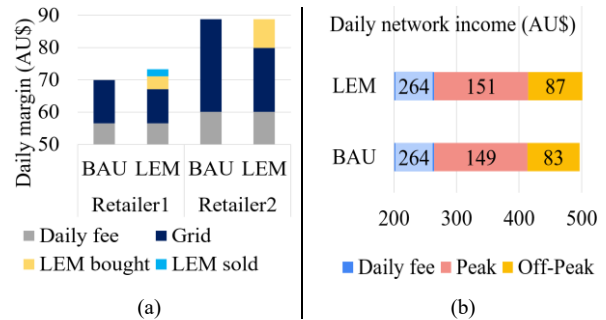 Daily margin (AU$)
90
80
70
60
50
BAU LEM BAU LEM
Retailer1 Retailer2
Daily fee Grid
LEM bought LEM sold
(a)
Daily network income (AU$)
LEM 264 151 87
BAU 264 149 83
200 300 400 500
Daily fee Peak Off-Peak
(b)